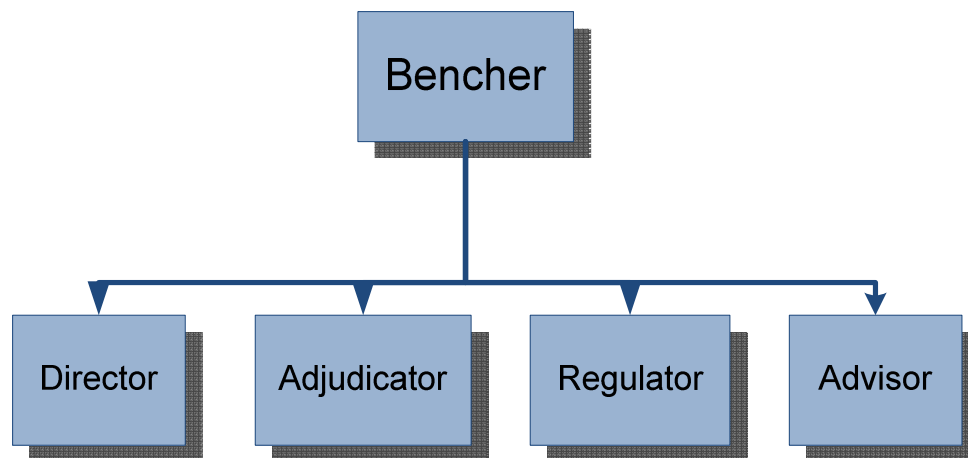 Bencher
Director
Adjudicator
Regulator
Advisor